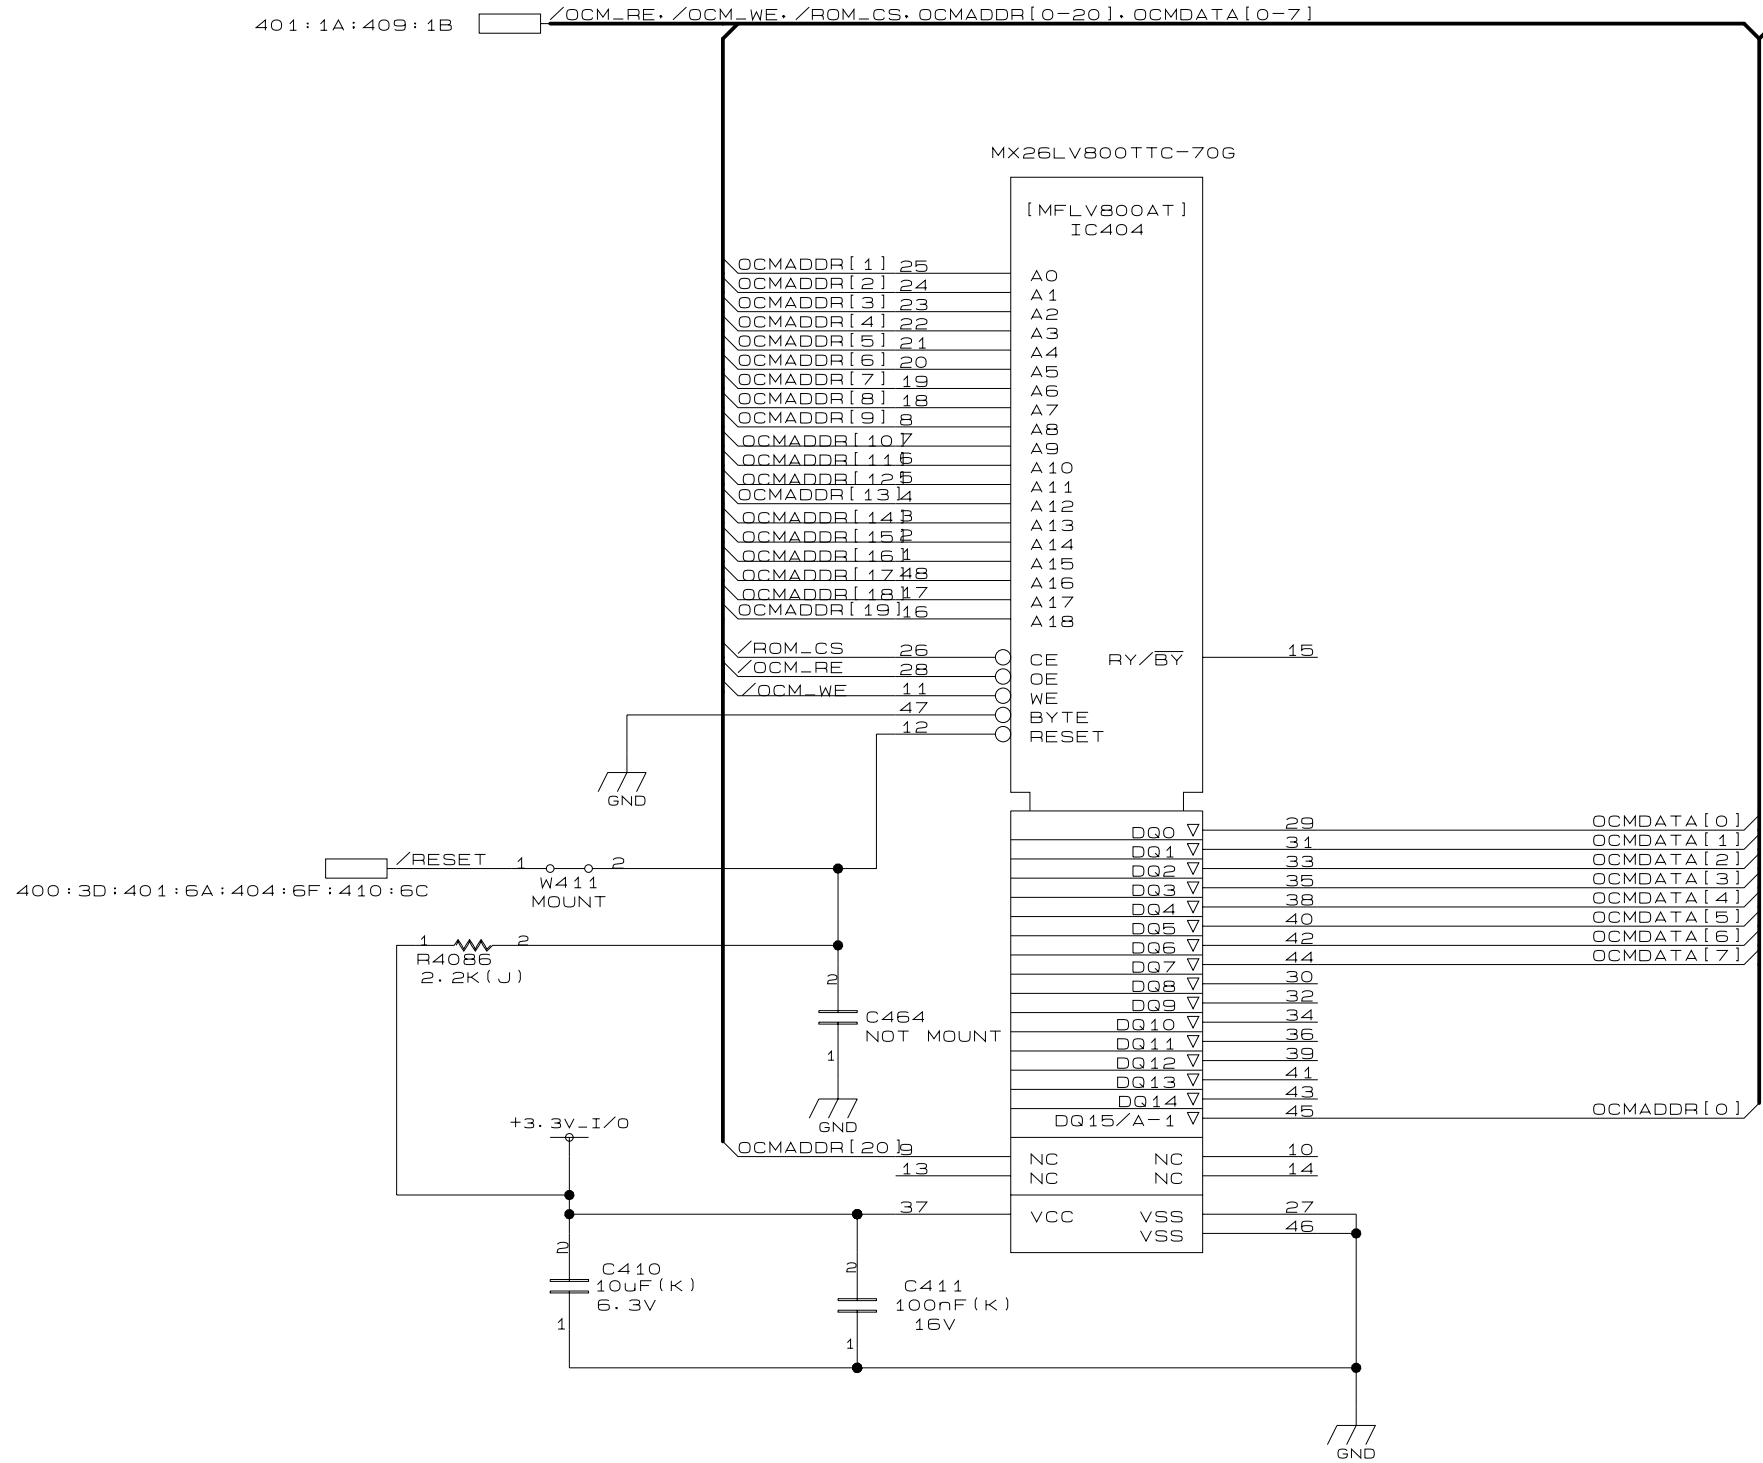 401:1A:409:1B
/OCM_RE, /OCM_WE, /ROM_CS, OCMADDR[0-20], OCMDATA[0-7]
MX26LV800TTC-70G
[MFLV800AT]
IC404
OCMADDR[1] 25 A0
OCMADDR[2] 24 A1
OCMADDR[3] 23 A2
OCMADDR[4] 22 A3
OCMADDR[5] 21 A4
OCMADDR[6] 20 A5
OCMADDR[7] 19 A6
OCMADDR[8] 18 A7
OCMADDR[9] 8 A8
OCMADDR[10] 7 A9
OCMADDR[11] 6 A10
OCMADDR[12] 5 A11
OCMADDR[13] 4 A12
OCMADDR[14] 3 A13
OCMADDR[15] 2 A14
OCMADDR[16] 1 A15
OCMADDR[17] 48 A16
OCMADDR[18] 17 A17
OCMADDR[19] 16 A18
/ROM_CS 26 CE RY/BY 15
/OCM_RE 28 OE
/OCM_WE 11 WE
47 BYTE
12 RESET
GND
DQ0 29 OCMDATA[0]
DQ1 31 OCMDATA[1]
DQ2 33 OCMDATA[2]
DQ3 35 OCMDATA[3]
DQ4 38 OCMDATA[4]
DQ5 40 OCMDATA[5]
DQ6 42 OCMDATA[6]
DQ7 44 OCMDATA[7]
DQ8 30
DQ9 32
DQ10 34
DQ11 36
DQ12 39
DQ13 41
DQ14 43
DQ15/A-1 45 OCMADDR[0]
/RESET 1 2
400:3D:401:6A:404:6F:410:6C
W411
MOUNT
1 2
R4086
2.2K(J)
2
C464
NOT MOUNT
1
GND
+3.3V_I/O
OCMADDR[20] 9 NC NC 10
13 NC NC 14
37 VCC VSS 27
VSS 46
2
C410
10uF(K)
6.3V
1
2
C411
100nF(K)
16V
1
GND